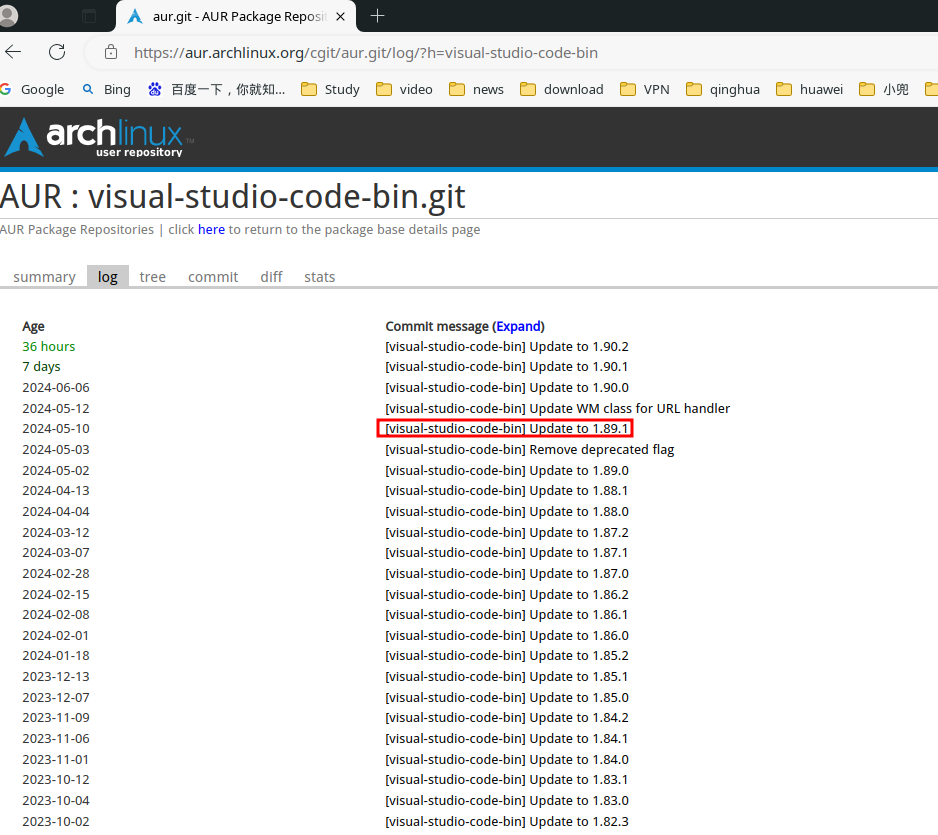 aur.git - AUR Package Reposit
https://aur.archlinux.org/cgit/aur.git/log/?h=visual-studio-code-bin
Google Bing 百度一下，你就知... Study video news download VPN qinghua huawei 小兜
archlinux™
user repository
AUR : visual-studio-code-bin.git
AUR Package Repositories | click here to return to the package base details page
summary log tree commit diff stats
Age Commit message (Expand)
36 hours [visual-studio-code-bin] Update to 1.90.2
7 days [visual-studio-code-bin] Update to 1.90.1
2024-06-06 [visual-studio-code-bin] Update to 1.90.0
2024-05-12 [visual-studio-code-bin] Update WM class for URL handler
2024-05-10 [visual-studio-code-bin] Update to 1.89.1
2024-05-03 [visual-studio-code-bin] Remove deprecated flag
2024-05-02 [visual-studio-code-bin] Update to 1.89.0
2024-04-13 [visual-studio-code-bin] Update to 1.88.1
2024-04-04 [visual-studio-code-bin] Update to 1.88.0
2024-03-12 [visual-studio-code-bin] Update to 1.87.2
2024-03-07 [visual-studio-code-bin] Update to 1.87.1
2024-02-28 [visual-studio-code-bin] Update to 1.87.0
2024-02-15 [visual-studio-code-bin] Update to 1.86.2
2024-02-08 [visual-studio-code-bin] Update to 1.86.1
2024-02-01 [visual-studio-code-bin] Update to 1.86.0
2024-01-18 [visual-studio-code-bin] Update to 1.85.2
2023-12-13 [visual-studio-code-bin] Update to 1.85.1
2023-12-07 [visual-studio-code-bin] Update to 1.85.0
2023-11-09 [visual-studio-code-bin] Update to 1.84.2
2023-11-06 [visual-studio-code-bin] Update to 1.84.1
2023-11-01 [visual-studio-code-bin] Update to 1.84.0
2023-10-12 [visual-studio-code-bin] Update to 1.83.1
2023-10-04 [visual-studio-code-bin] Update to 1.83.0
2023-10-02 [visual-studio-code-bin] Update to 1.82.3